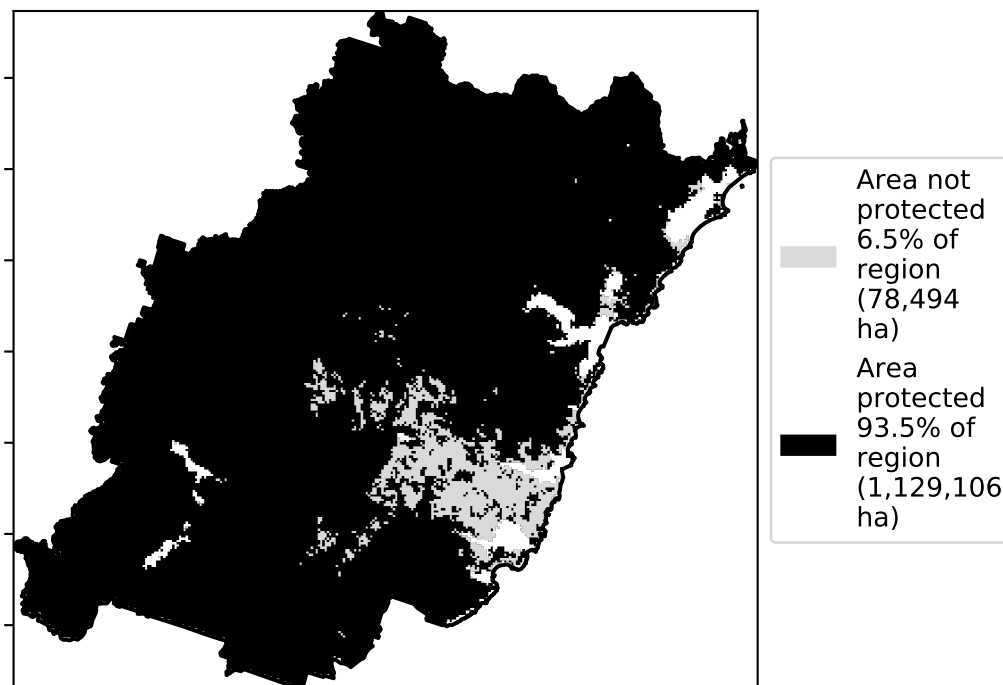 Area not
protected
6.5% of
region
(78,494
ha)
Area
protected
93.5% of
region
(1,129,106
ha)